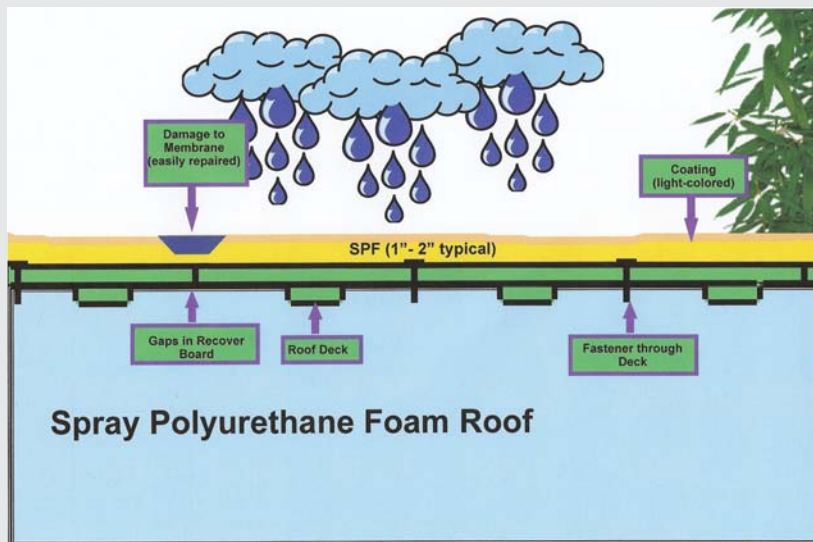 Damage to
Membrane
(easily repaired)
Coating
(light-colored)
SPF (1”- 2” typical)
Gaps in Recover
Board
Roof Deck
Fastener through
Deck
Spray Polyurethane Foam Roof